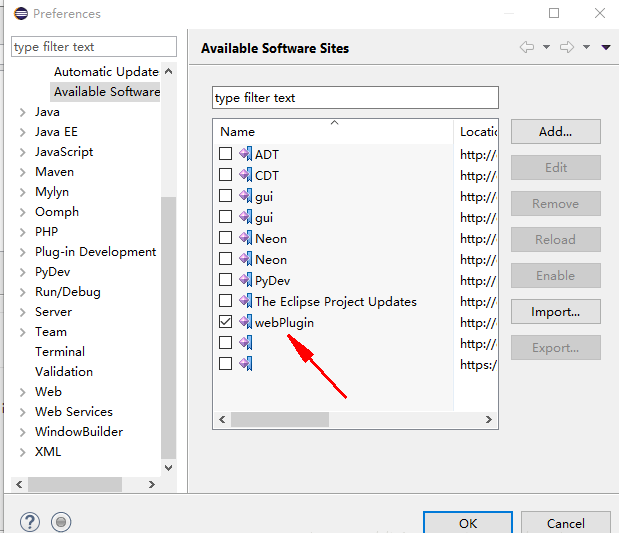 Preferences
type filter text
Automatic Update
Available Software
Java
Java EE
JavaScript
Maven
Mylyn
Oomph
PHP
Plug-in Development
PyDev
Run/Debug
Server
Team
Terminal
Validation
Web
Web Services
WindowBuilder
XML
Available Software Sites
type filter text
Name Locatio
ADT http://
CDT http://
gui http://
gui http://
Neon http://
Neon http://
PyDev http://
The Eclipse Project Updates http://
webPlugin http://
http://
https:/
Add...
Edit
Remove
Reload
Enable
Import...
Export...
OK
Cancel